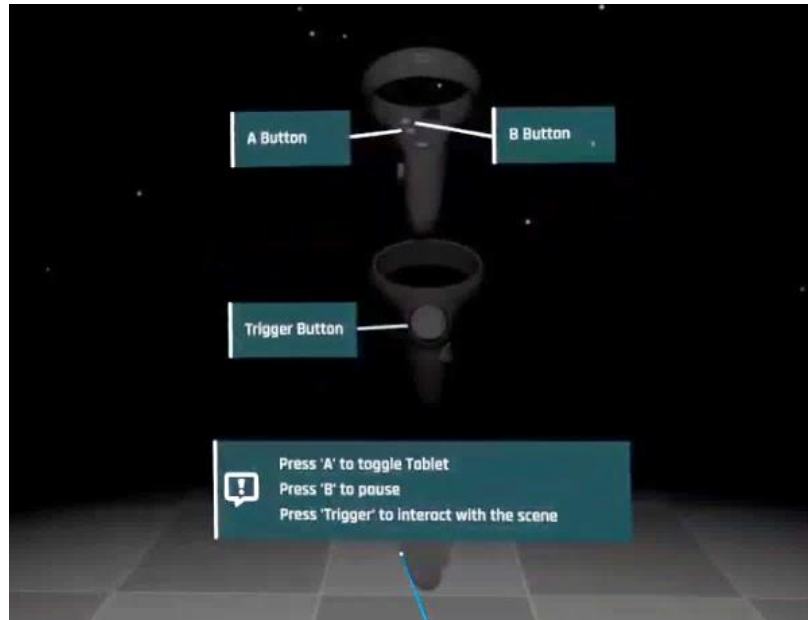 A Button
B Button
Trigger Button
Press 'A' to toggle Tablet
Press 'B' to pause
Press 'Trigger' to interact with the scene